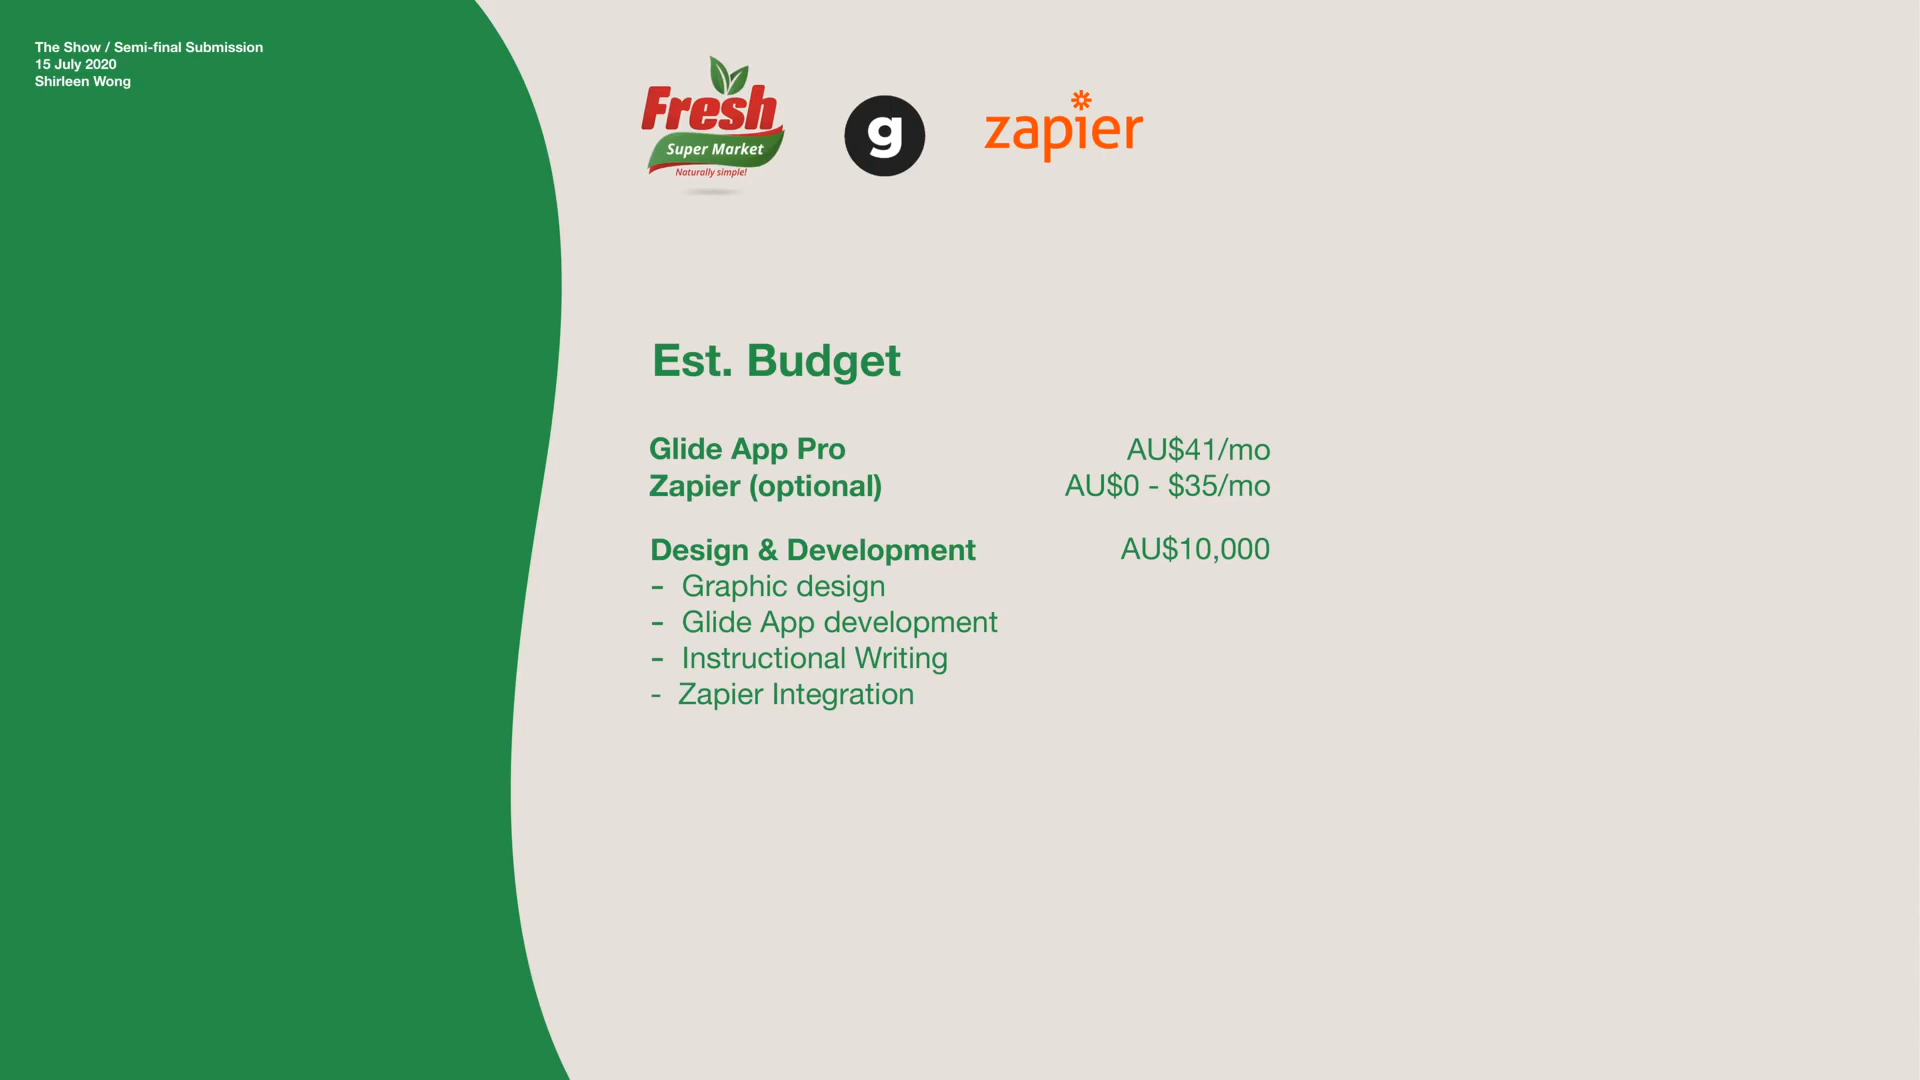 The Show / Semi-final Submission
15 July 2020
Shirleen Wong
Fresh
Super Market
Naturally simple!
g
zapier
Est. Budget
Glide App Pro AU$41/mo
Zapier (optional) AU$0 - $35/mo
Design & Development AU$10,000
- Graphic design
- Glide App development
- Instructional Writing
- Zapier Integration